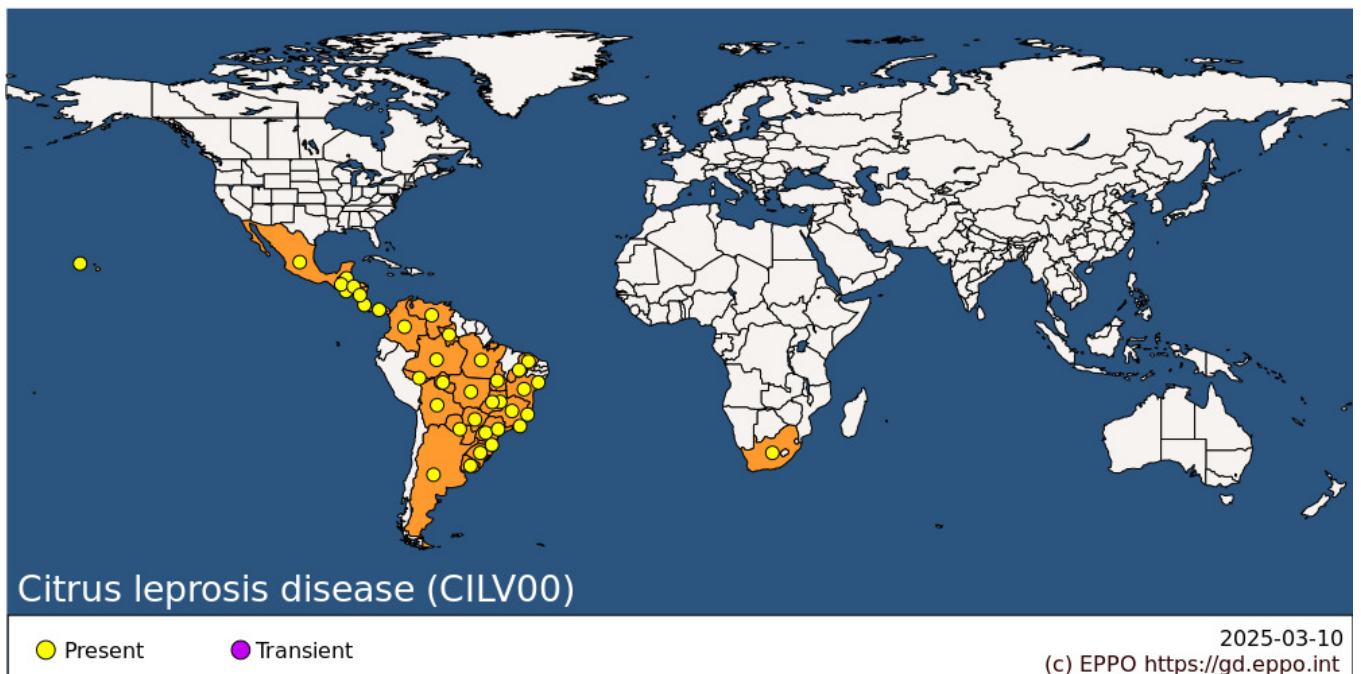 Citrus leprosis disease (CILV00)
Present
Transient
2025-03-10
(c) EPPO https://gd.eppo.int